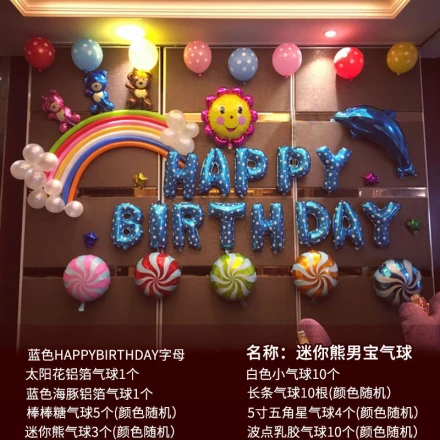 HAPPY
BIRTHDAY
蓝色HAPPYBIRTHDAY字母
太阳花铝箔气球1个
蓝色海豚铝箔气球1个
棒棒糖气球5个(颜色随机)
迷你熊气球3个(颜色随机)
名称：迷你熊男宝气球
白色小气球10个
长条气球10根(颜色随机)
5寸五角星气球4个(颜色随机)
波点乳胶气球10个(颜色随机)